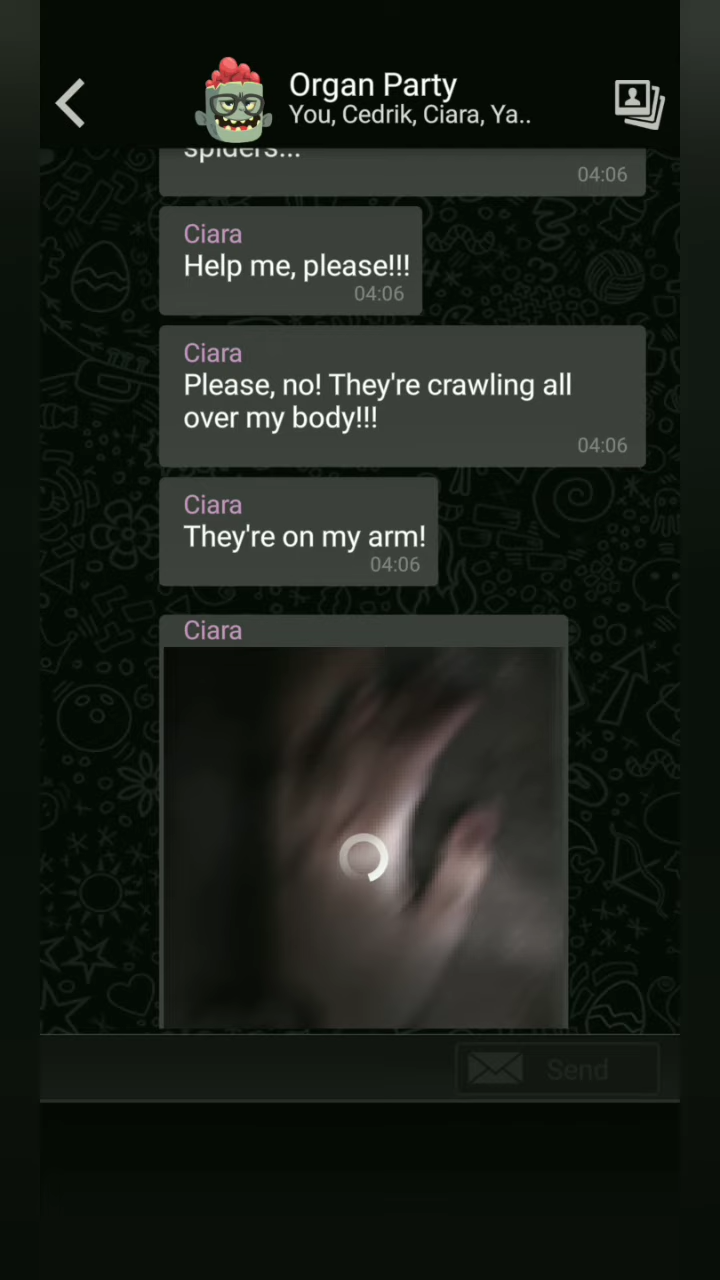 Organ Party
You, Cedrik, Ciara, Ya..
spiders...
04:06
Ciara
Help me, please!!!
04:06
Ciara
Please, no! They're crawling all
over my body!!!
04:06
Ciara
They're on my arm!
04:06
Ciara
Send